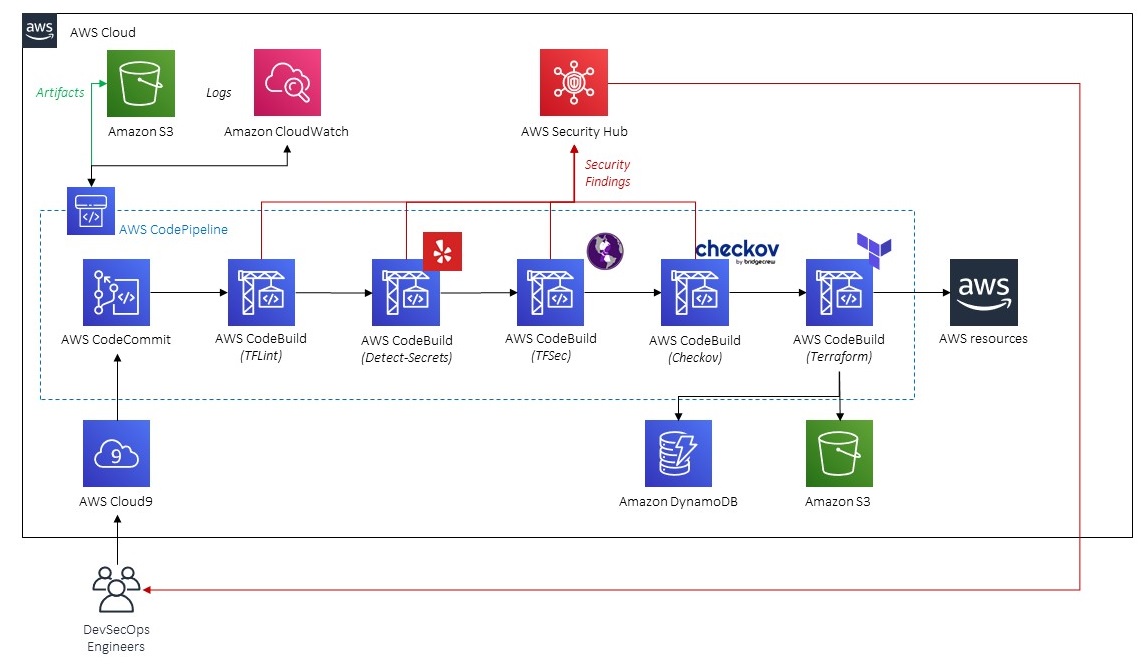 aws
AWS Cloud
Artifacts
Logs
Amazon S3
Amazon CloudWatch
AWS Security Hub
Security
Findings
AWS CodePipeline
checkov
by bridgecrew
aws
AWS CodeCommit
AWS CodeBuild
(TFLint)
AWS CodeBuild
(Detect-Secrets)
AWS CodeBuild
(TFSec)
AWS CodeBuild
(Checkov)
AWS CodeBuild
(Terraform)
AWS resources
9
AWS Cloud9
Amazon DynamoDB
Amazon S3
DevSecOps
Engineers